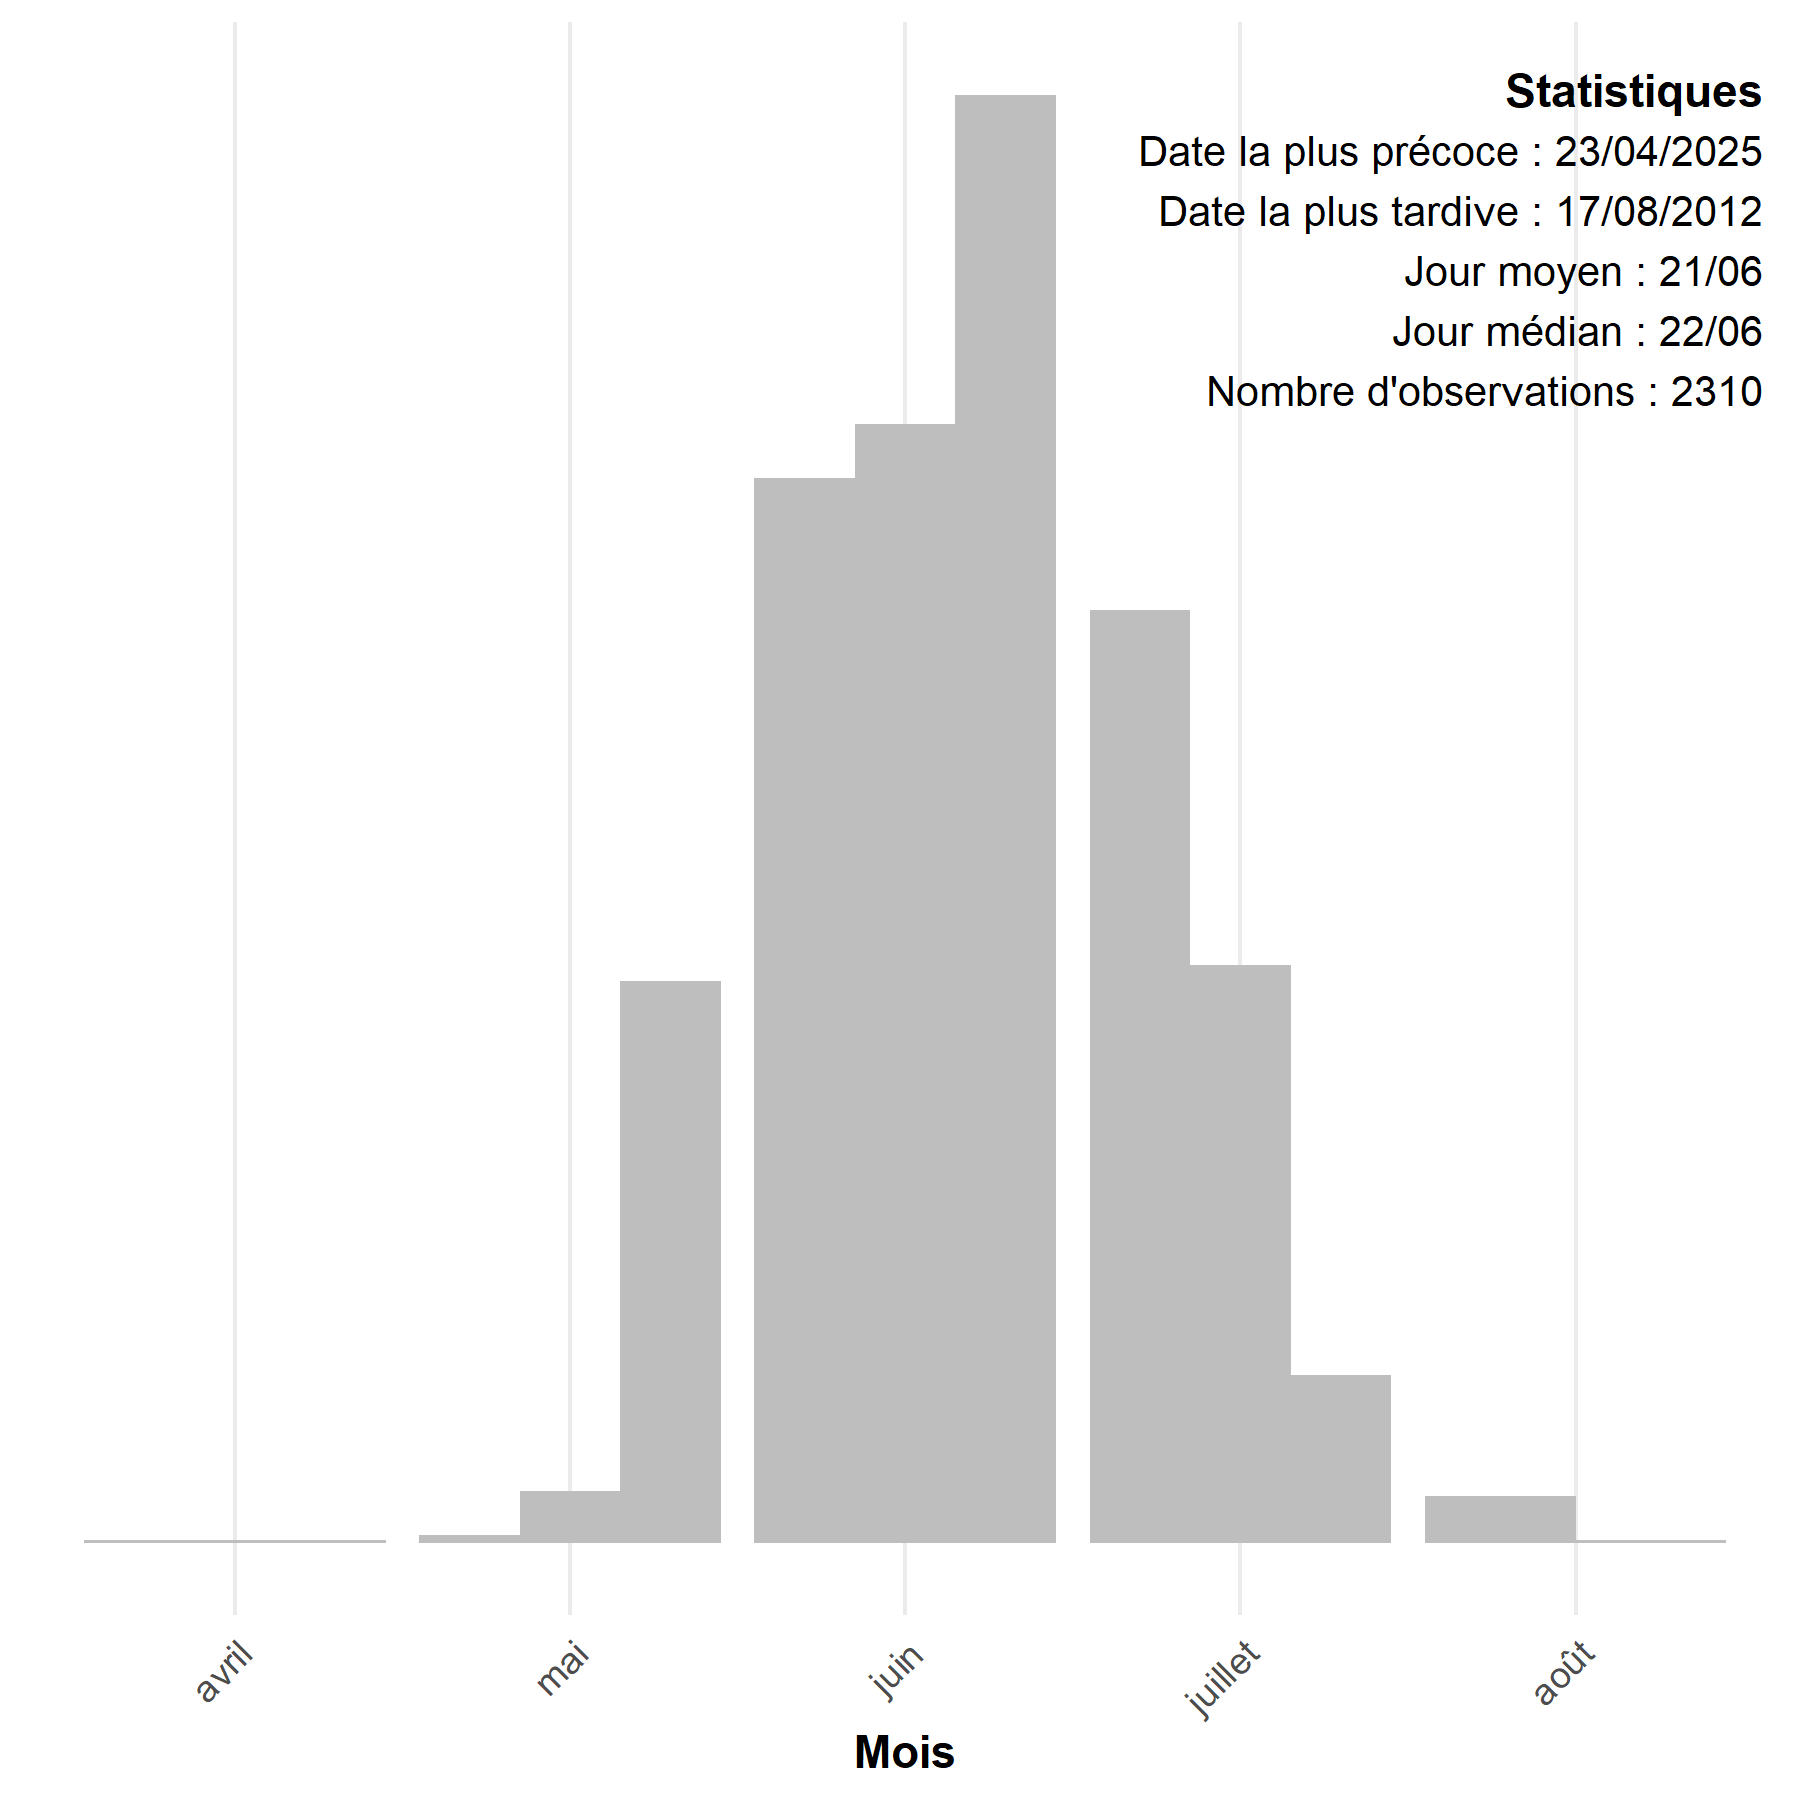 Statistiques
Date la plus précoce : 23/04/2025
Date la plus tardive : 17/08/2012
Jour moyen : 21/06
Jour médian : 22/06
Nombre d'observations : 2310
avril
mai
juin
juillet
août
Mois